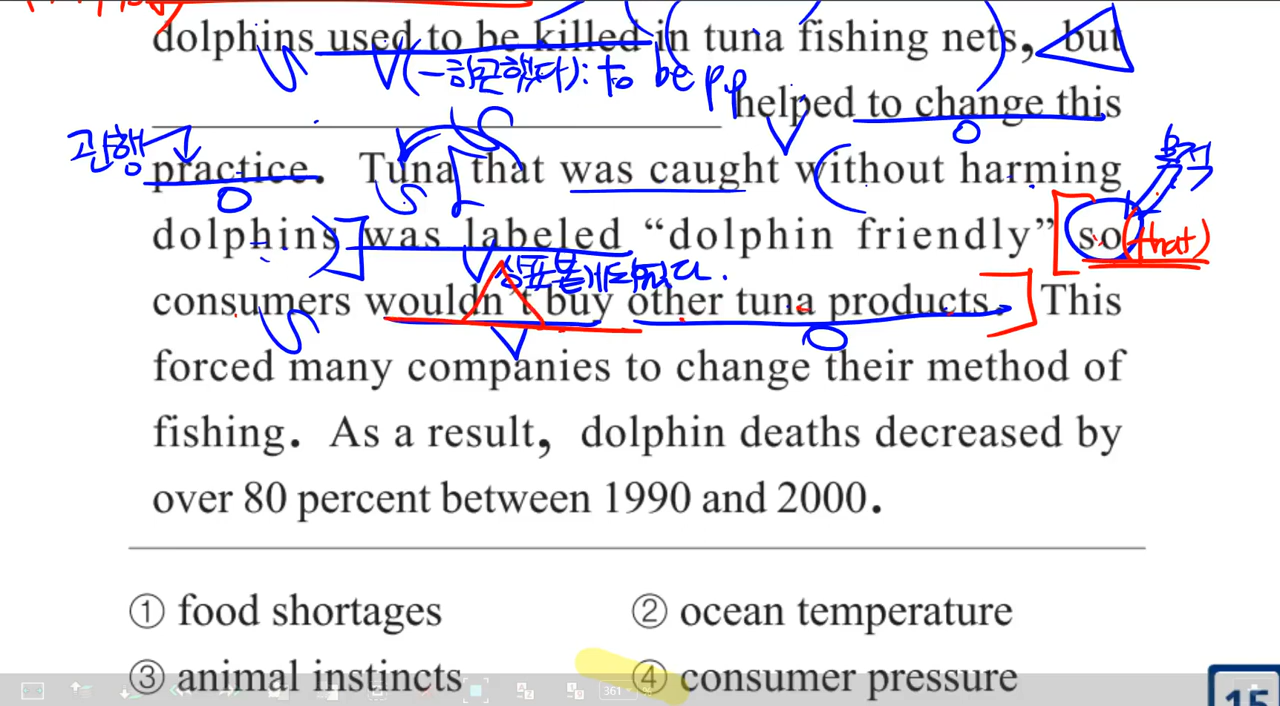 dolphins used to be killed in tuna fishing nets, but
S V (-하곤했다): to be p.p
helped to change this
V O
관행
practice. Tuna that was caught without harming
O S S 목적
dolphins was labeled “dolphin friendly” so (that)
V 상표 붙게되었다.
consumers wouldn't buy other tuna products. This
S V O
forced many companies to change their method of
fishing. As a result, dolphin deaths decreased by
over 80 percent between 1990 and 2000.
① food shortages ② ocean temperature
③ animal instincts ④ consumer pressure
361
15